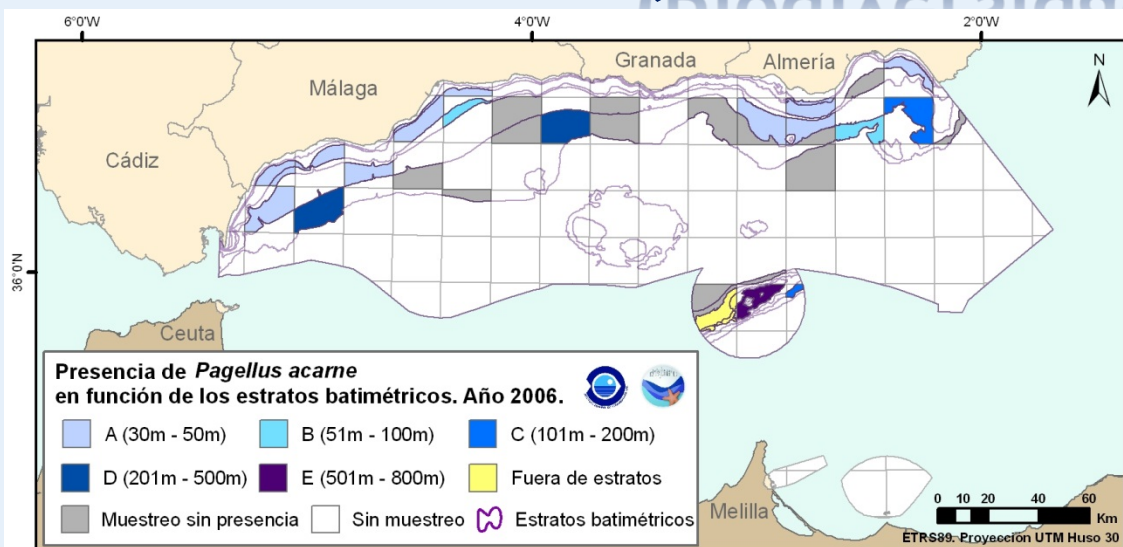 6°0'W
4°0'W
2°0'W
Granada
Almería
Málaga
N
Cádiz
36°0'N
Ceuta
Presencia de Pagellus acarne
en función de los estratos batimétricos. Año 2006.
A (30m - 50m)
B (51m - 100m)
C (101m - 200m)
D (201m - 500m)
E (501m - 800m)
Fuera de estratos
Muestreo sin presencia
Sin muestreo
Estratos batimétricos
Melilla
0 10 20 40 60
Km
ETRS89. Proyección UTM Huso 30